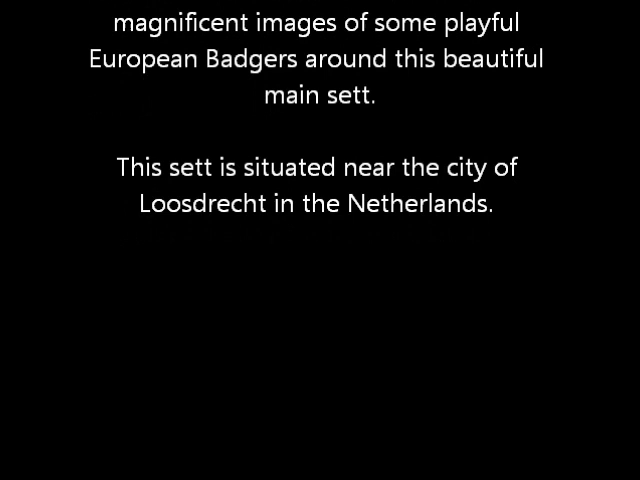 magnificent images of some playful
European Badgers around this beautiful
main sett.
This sett is situated near the city of
Loosdrecht in the Netherlands.